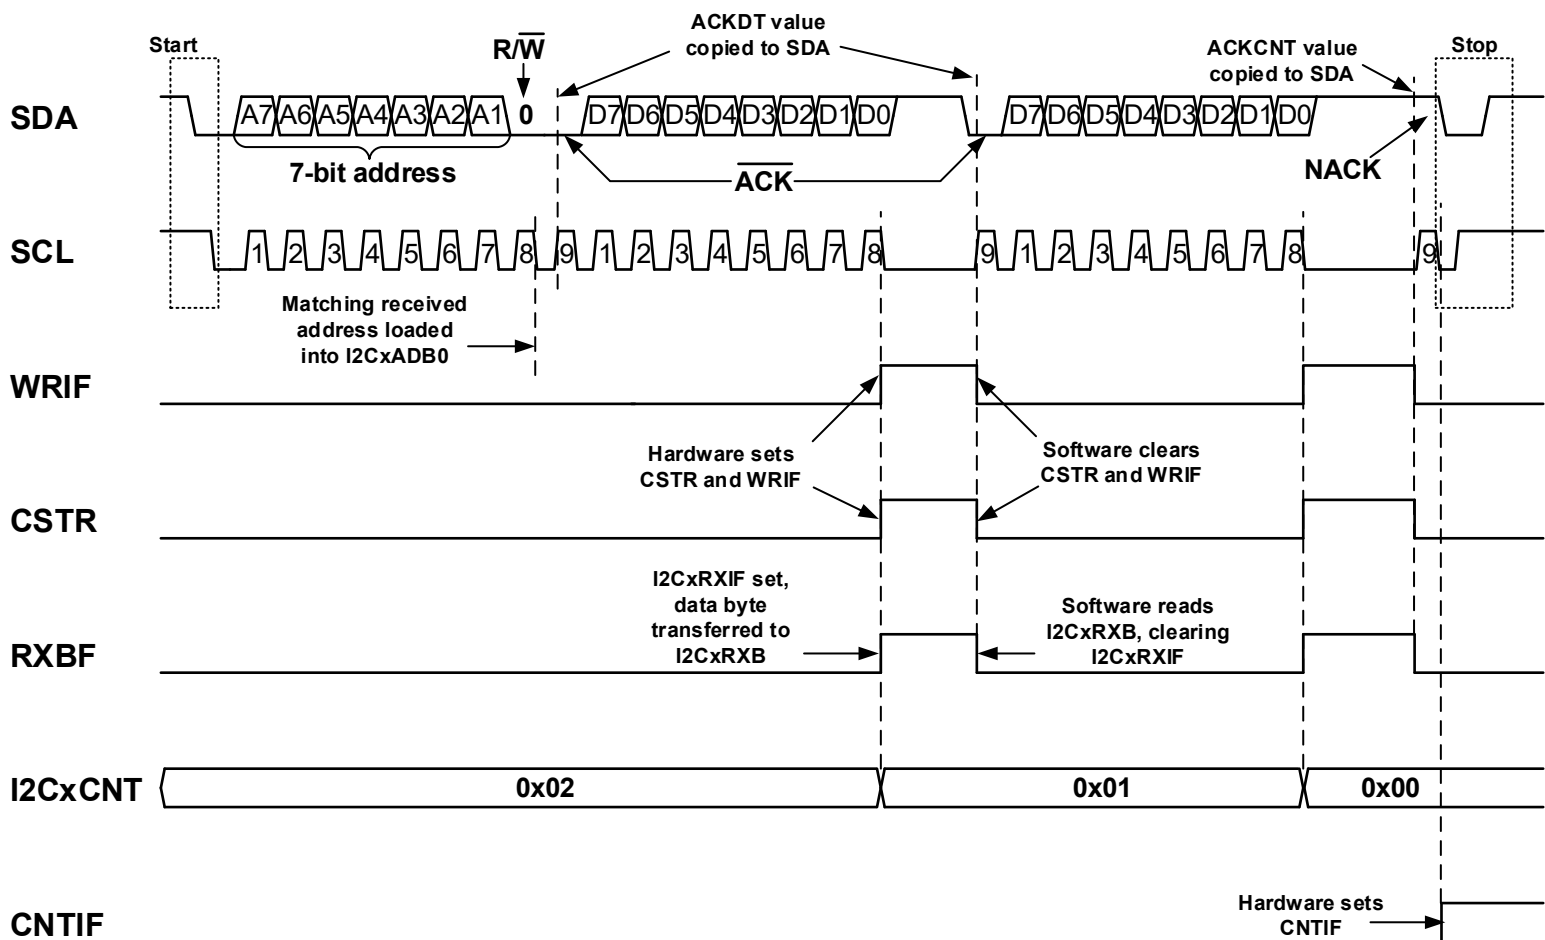 Start
R/W
ACKDT value
copied to SDA
ACKCNT value
copied to SDA
Stop
SDA
A7 A6 A5 A4 A3 A2 A1 0 D7 D6 D5 D4 D3 D2 D1 D0 D7 D6 D5 D4 D3 D2 D1 D0
7-bit address
ACK
NACK
SCL
1 2 3 4 5 6 7 8 9 1 2 3 4 5 6 7 8 9 1 2 3 4 5 6 7 8 9
Matching received
address loaded
into I2CxADB0
WRIF
Hardware sets
CSTR and WRIF
Software clears
CSTR and WRIF
CSTR
I2CxRXIF set,
data byte
transferred to
I2CxRXB
Software reads
I2CxRXB, clearing
I2CxRXIF
RXBF
I2CxCNT
0x02
0x01
0x00
Hardware sets
CNTIF
CNTIF